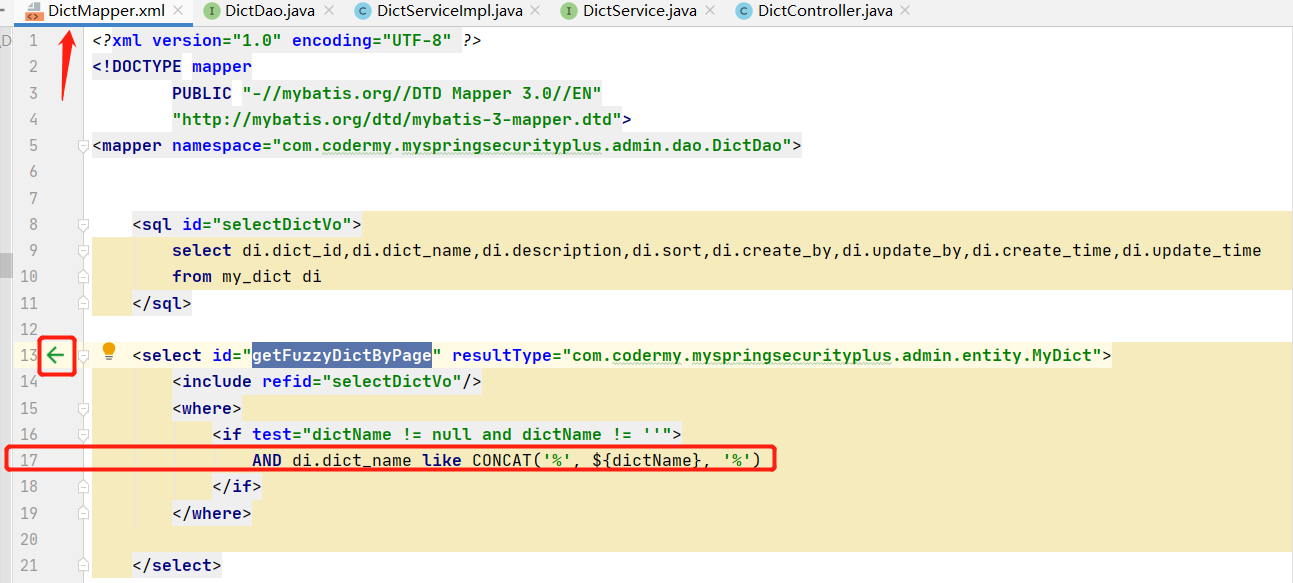 DictMapper.xml DictDao.java DictServiceImpl.java DictService.java DictController.java
1 <?xml version="1.0" encoding="UTF-8" ?>
2 <!DOCTYPE mapper
3 PUBLIC "-//mybatis.org//DTD Mapper 3.0//EN"
4 "http://mybatis.org/dtd/mybatis-3-mapper.dtd">
5 <mapper namespace="com.codermy.myspringsecurityplus.admin.dao.DictDao">
6
7
8 <sql id="selectDictVo">
9 select di.dict_id,di.dict_name,di.description,di.sort,di.create_by,di.update_by,di.create_time,di.update_time
10 from my_dict di
11 </sql>
12
13 <select id="getFuzzyDictByPage" resultType="com.codermy.myspringsecurityplus.admin.entity.MyDict">
14 <include refid="selectDictVo"/>
15 <where>
16 <if test="dictName != null and dictName != ''">
17 AND di.dict_name like CONCAT('%', ${dictName}, '%')
18 </if>
19 </where>
20
21 </select>